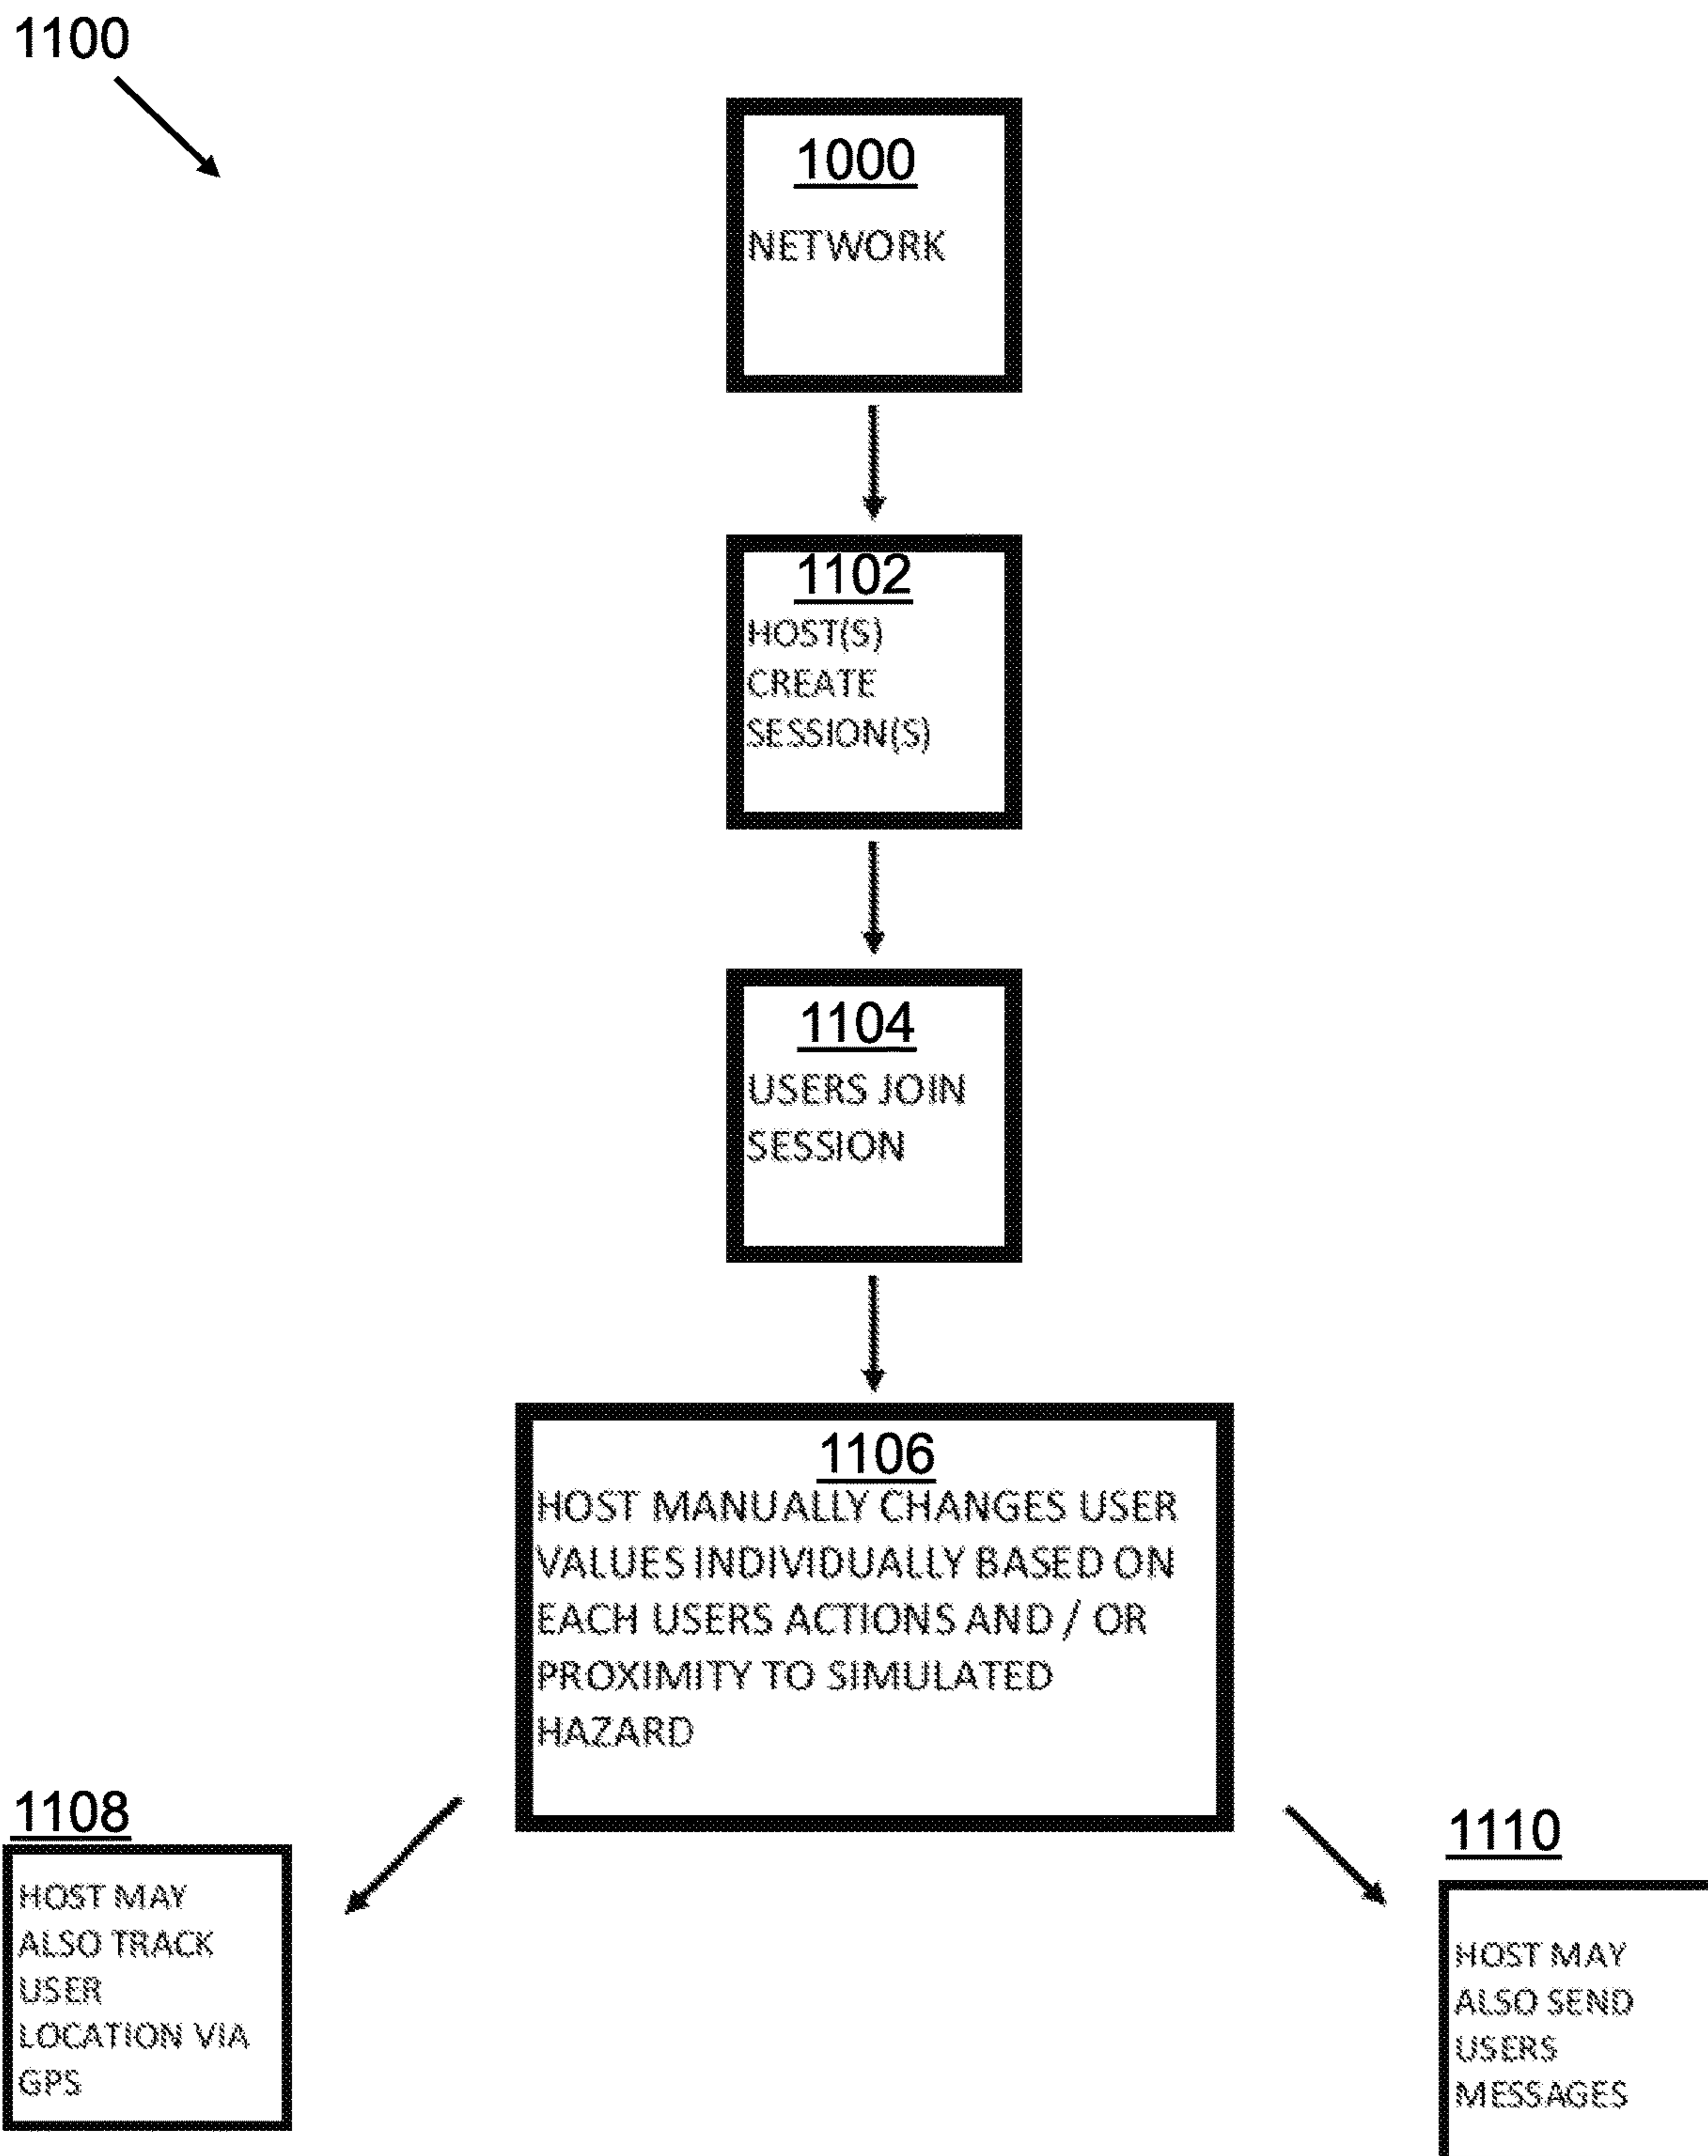 1100
1000
NETWORK
1102
HOST(S)
CREATE
SESSION(S)
1104
USERS JOIN
SESSION
1106
HOST MANUALLY CHANGES USER
VALUES INDIVIDUALLY BASED ON
EACH USERS ACTIONS AND / OR
PROXIMITY TO SIMULATED
HAZARD
1108
HOST MAY
ALSO TRACK
USER
LOCATION VIA
GPS
1110
HOST MAY
ALSO SEND
USERS
MESSAGES